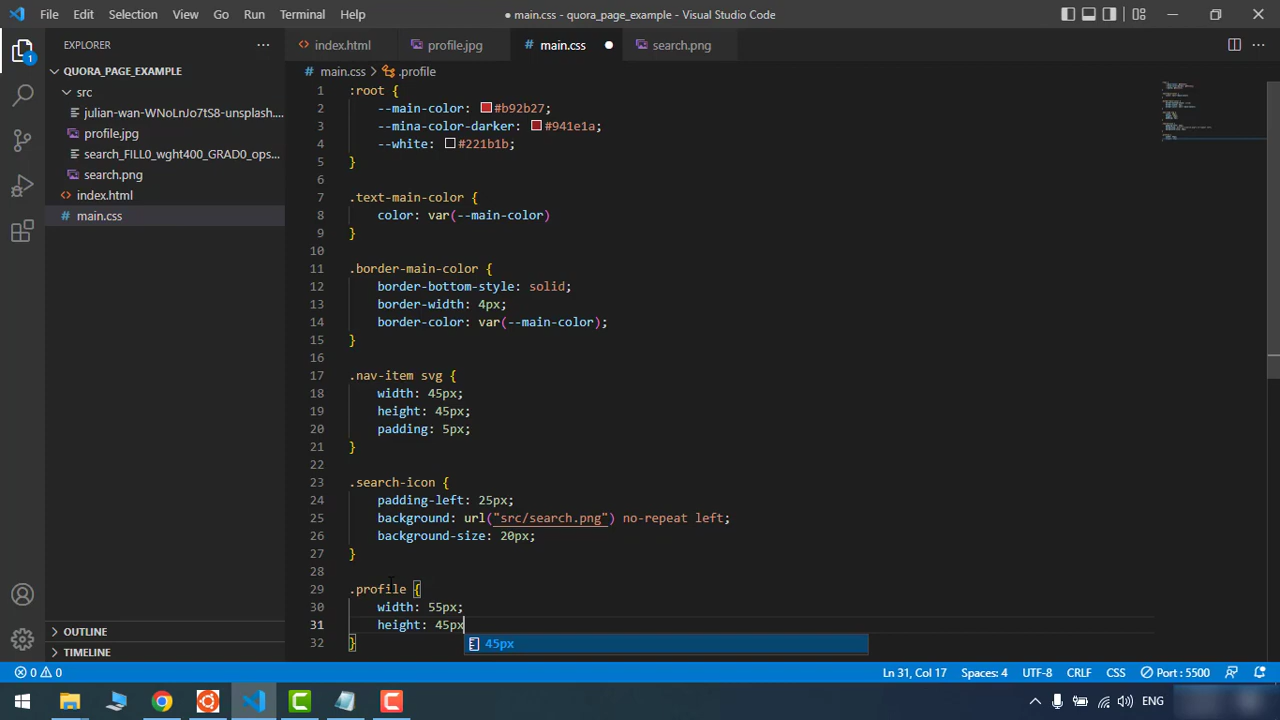 File Edit Selection View Go Run Terminal Help
● main.css - quora_page_example - Visual Studio Code
EXPLORER
QUORA_PAGE_EXAMPLE
src
julian-wan-WNoLnJo7tS8-unsplash....
profile.jpg
search_FILL0_wght400_GRAD0_ops...
search.png
index.html
# main.css
OUTLINE
TIMELINE
1
index.html profile.jpg # main.css ● search.png
# main.css > .profile
1 :root {
2 --main-color: #b92b27;
3 --mina-color-darker: #941e1a;
4 --white: #221b1b;
5 }
6
7 .text-main-color {
8 color: var(--main-color)
9 }
10
11 .border-main-color {
12 border-bottom-style: solid;
13 border-width: 4px;
14 border-color: var(--main-color);
15 }
16
17 .nav-item svg {
18 width: 45px;
19 height: 45px;
20 padding: 5px;
21 }
22
23 .search-icon {
24 padding-left: 25px;
25 background: url("src/search.png") no-repeat left;
26 background-size: 20px;
27 }
28
29 .profile {
30 width: 55px;
31 height: 45px
32 }
45px
0 0
Ln 31, Col 17 Spaces: 4 UTF-8 CRLF CSS Port : 5500
ENG